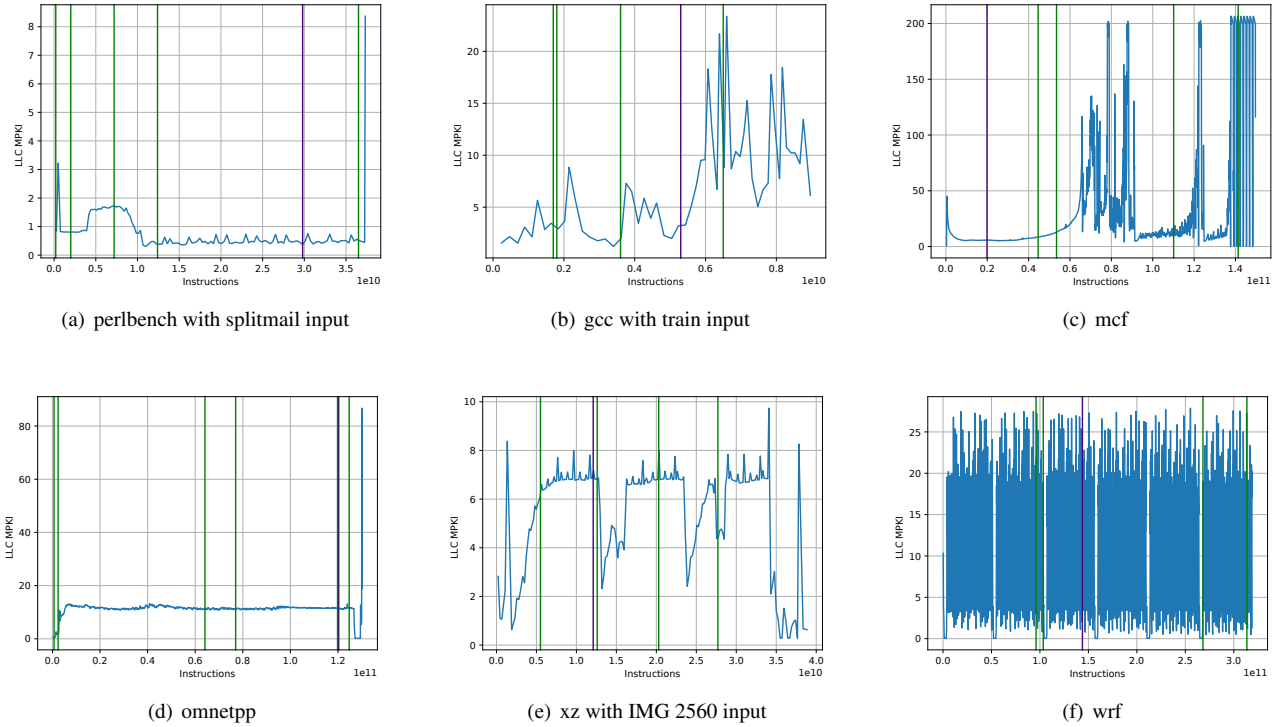 8
7
6
5
4
3
2
1
0
LLC MPKI
0.0 0.5 1.0 1.5 2.0 2.5 3.0 3.5
Instructions
1e10
(a) perlbench with splitmail input
20
15
10
5
LLC MPKI
0.0 0.2 0.4 0.6 0.8
Instructions
1e10
(b) gcc with train input
200
150
100
50
0
LLC MPKI
0.0 0.2 0.4 0.6 0.8 1.0 1.2 1.4
Instructions
1e11
(c) mcf
80
60
40
20
0
LLC MPKI
0.0 0.2 0.4 0.6 0.8 1.0 1.2
Instructions
1e11
(d) omnetpp
10
8
6
4
2
0
LLC MPKI
0.0 0.5 1.0 1.5 2.0 2.5 3.0 3.5 4.0
Instructions
1e10
(e) xz with IMG 2560 input
25
20
15
10
5
0
LLC MPKI
0.0 0.5 1.0 1.5 2.0 2.5 3.0
Instructions
1e11
(f) wrf